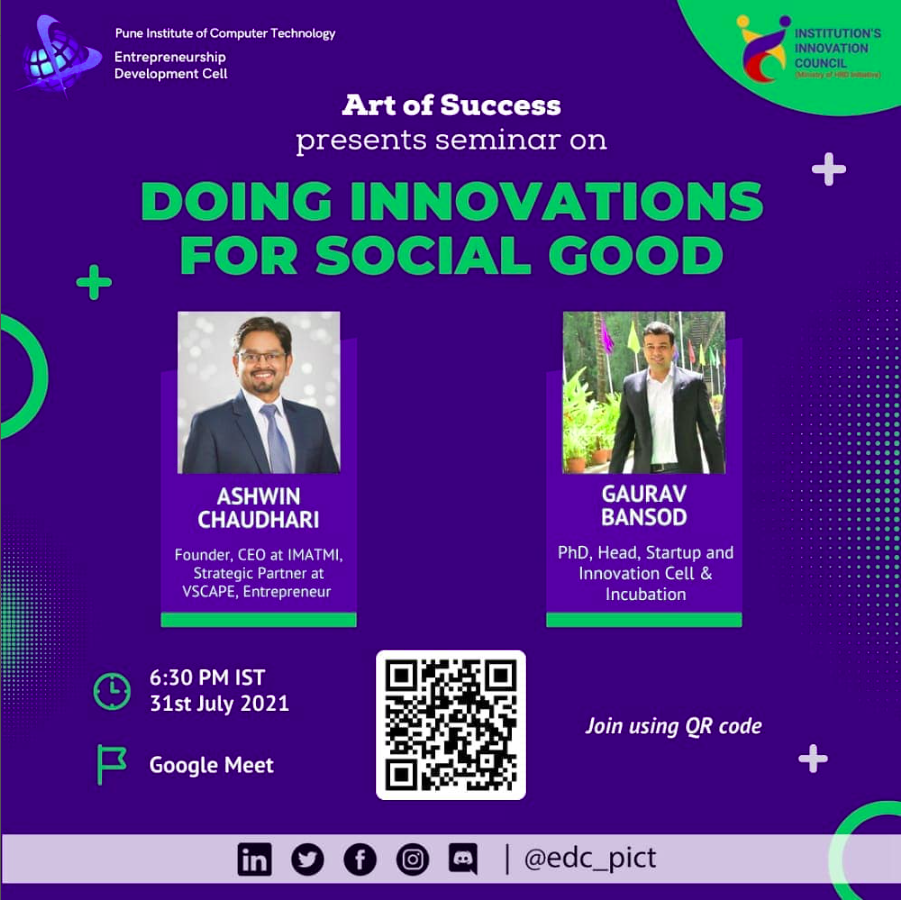 Pune Institute of Computer Technology
Entrepreneurship
Development Cell
INSTITUTION'S
INNOVATION
COUNCIL
(Ministry of HRD Initiative)
Art of Success
presents seminar on
DOING INNOVATIONS
FOR SOCIAL GOOD
ASHWIN
CHAUDHARI
Founder, CEO at IMATMI,
Strategic Partner at
VSCAPE, Entrepreneur
GAURAV
BANSOD
PhD, Head, Startup and
Innovation Cell &
Incubation
6:30 PM IST
31st July 2021
Google Meet
Join using QR code
| @edc_pict